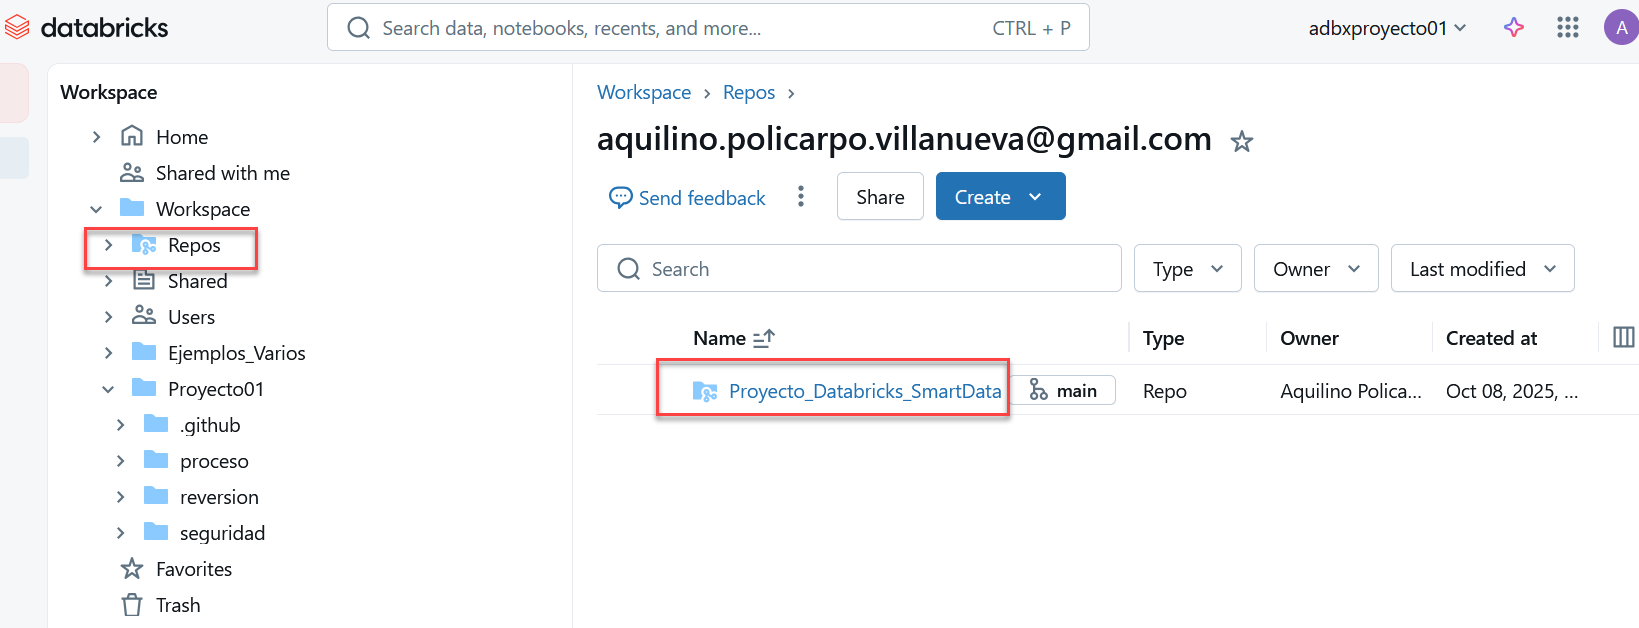 databricks
Search data, notebooks, recents, and more...
CTRL + P
adbxproyecto01
A
Workspace
Home
Shared with me
Workspace
Repos
Shared
Users
Ejemplos_Varios
Proyecto01
.github
proceso
reversion
seguridad
Favorites
Trash
Workspace > Repos >
aquilino.policarpo.villanueva@gmail.com
Send feedback
Share
Create
Search
Type
Owner
Last modified
Name Type Owner Created at
Proyecto_Databricks_SmartData main Repo Aquilino Polica... Oct 08, 2025, ...